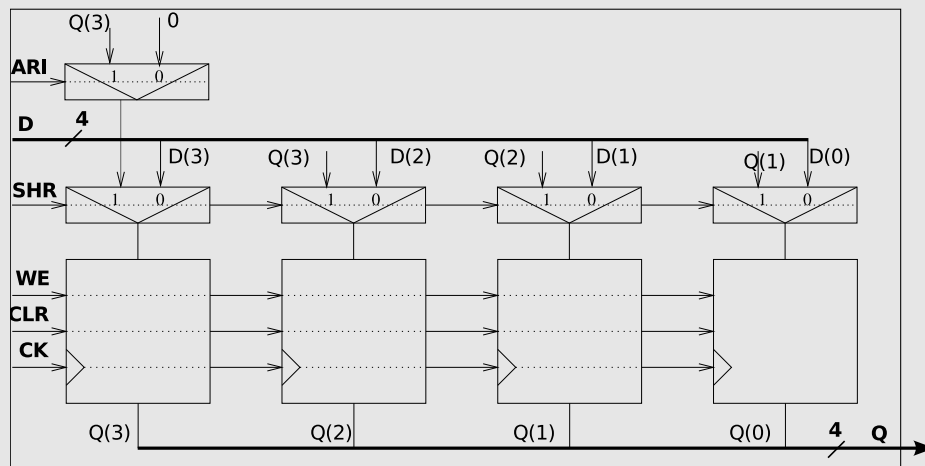 Q(3) 0
ARI 1 0
D 4
D(3) Q(3) D(2) Q(2) D(1) Q(1) D(0)
SHR 1 0 1 0 1 0 1 0
WE
CLR
CK
Q(3) Q(2) Q(1) Q(0) 4 Q